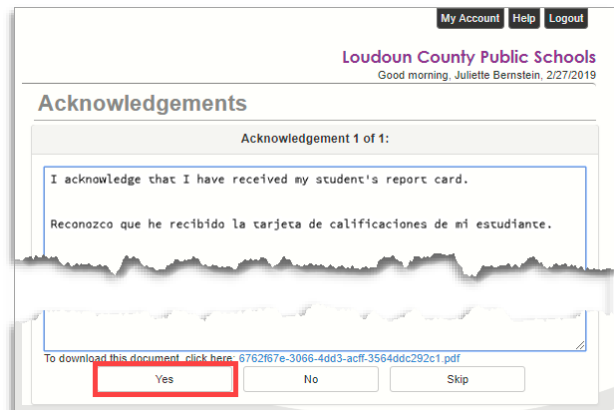 My Account Help Logout
Loudoun County Public Schools
Good morning, Juliette Bernstein, 2/27/2019
Acknowledgements
Acknowledgement 1 of 1:
I acknowledge that I have received my student's report card.
Reconozco que he recibido la tarjeta de calificaciones de mi estudiante.
To download this document, click here: 6762f67e-3066-4dd3-acff-3564ddc292c1.pdf
Yes No Skip